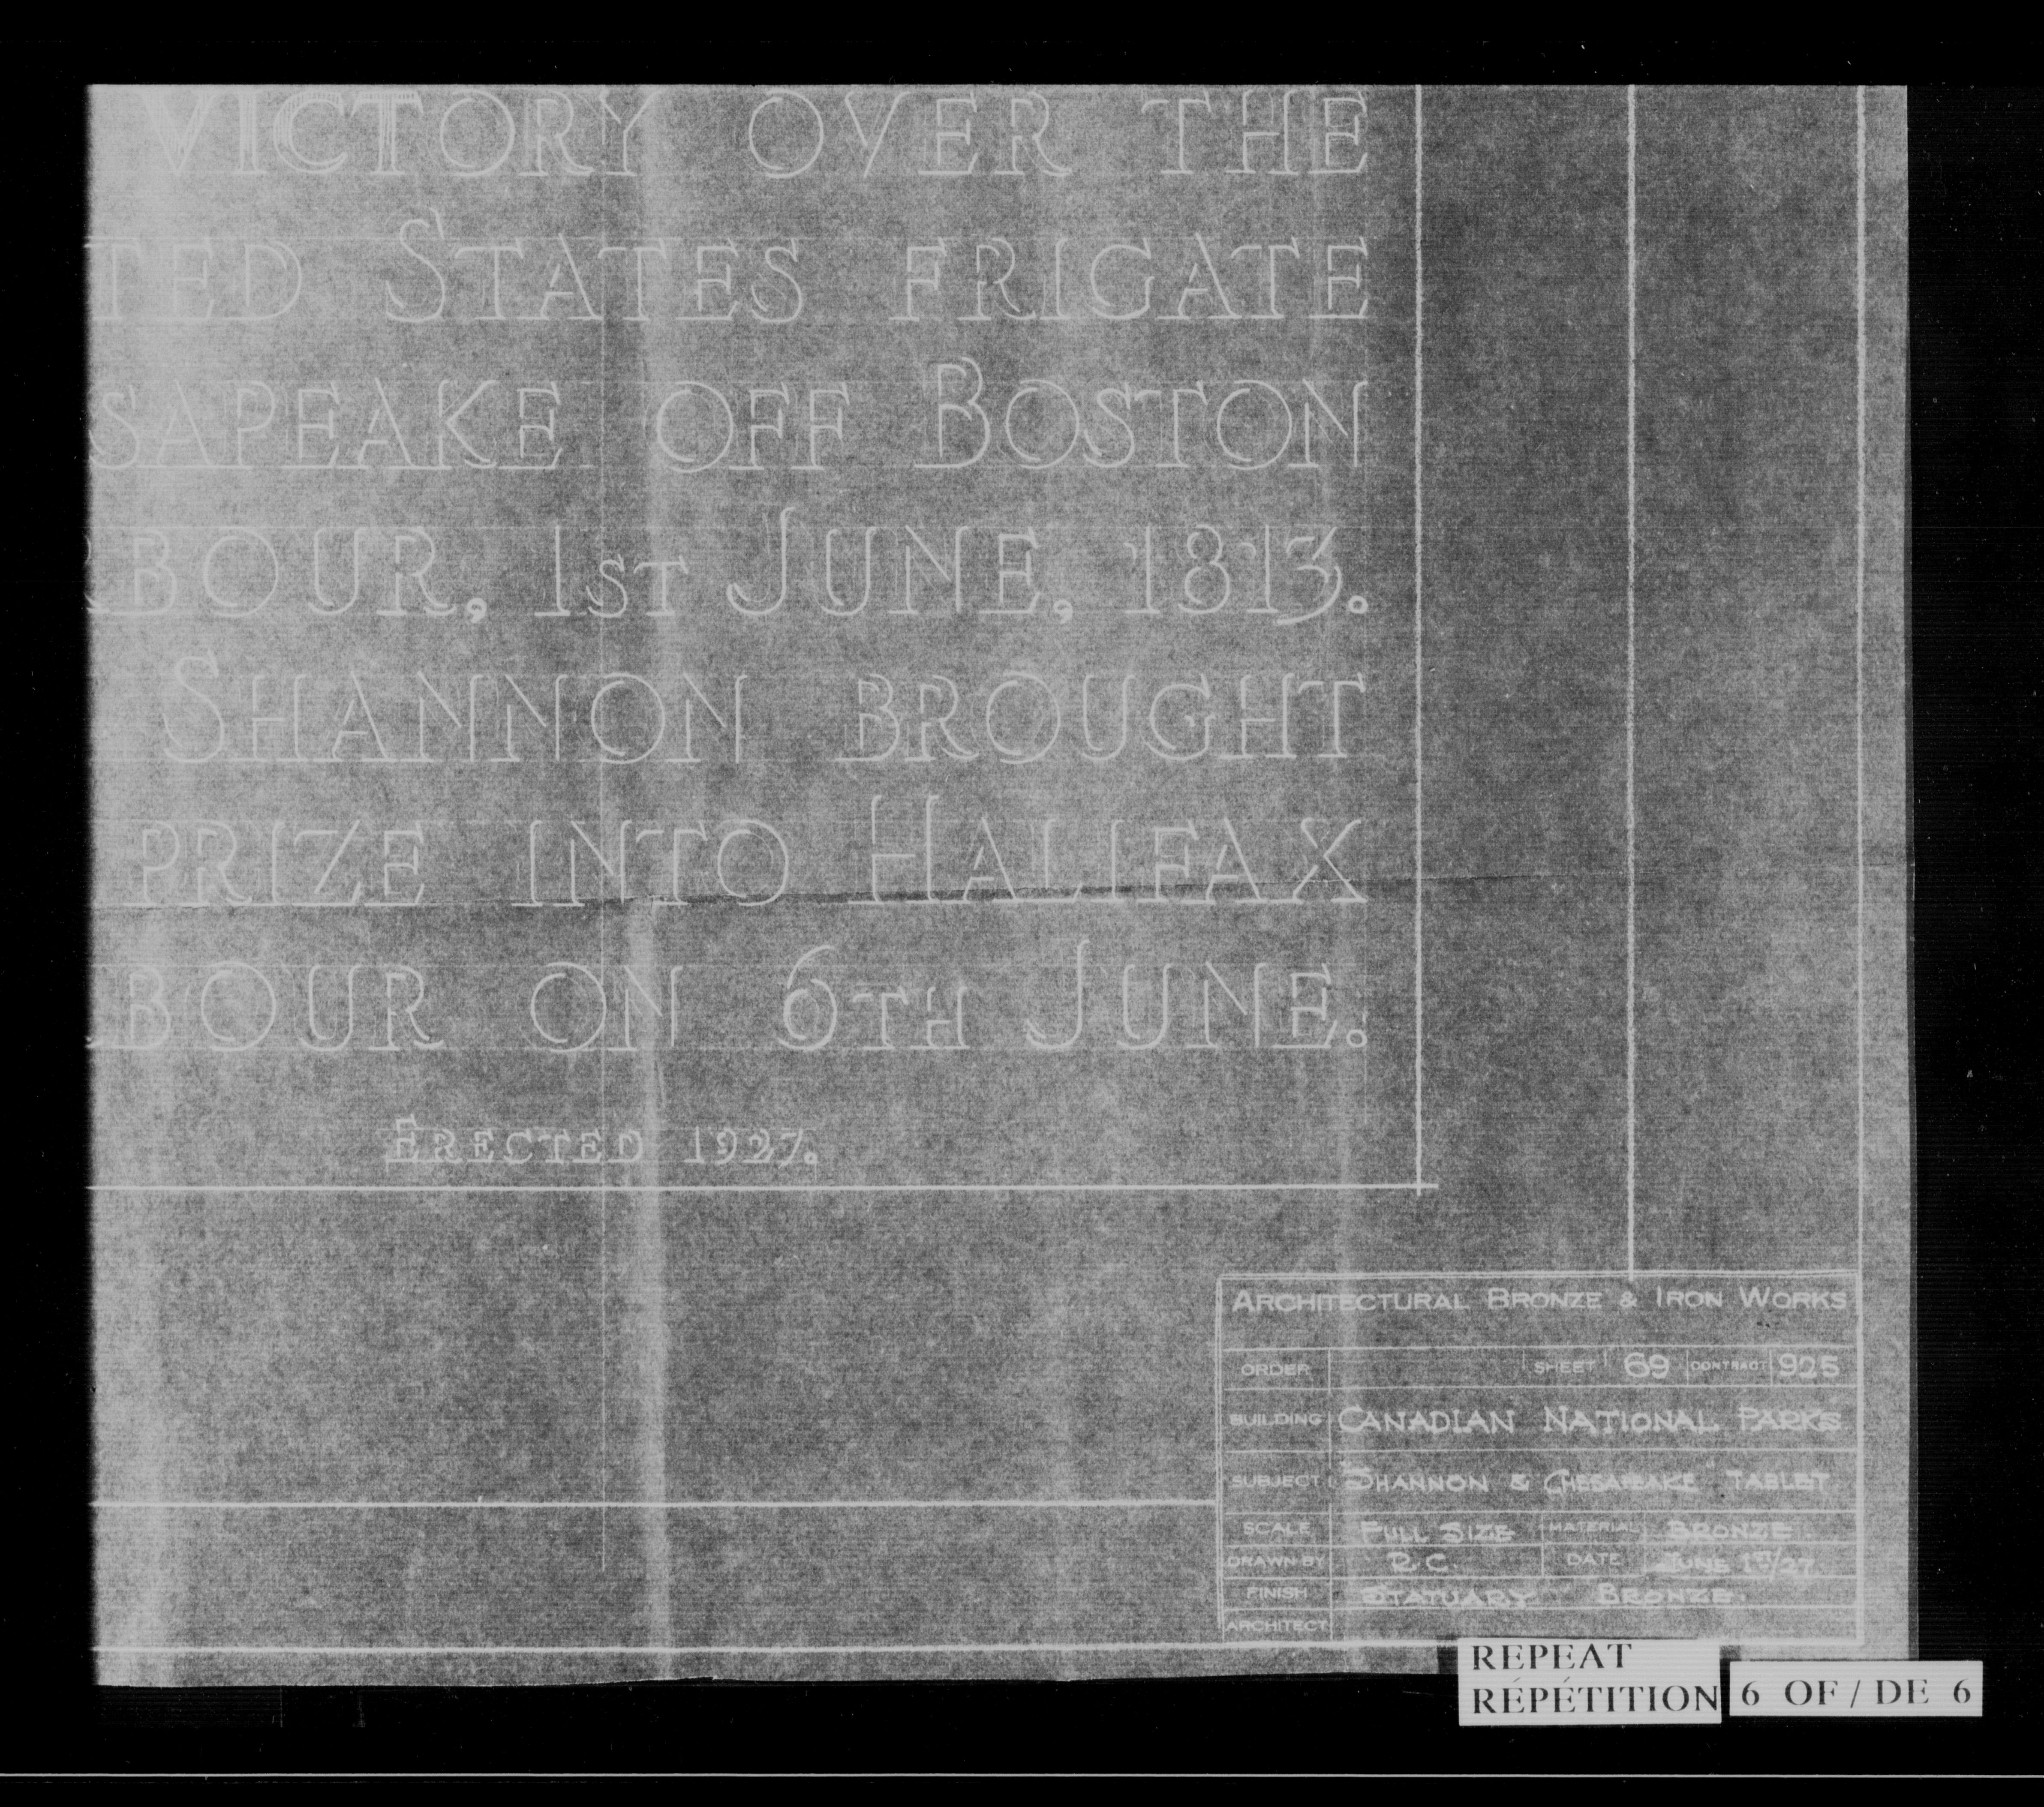 VICTORY OVER THE
TED STATES FRIGATE
SAPEAKE OFF BOSTON
BOUR, 1ST JUNE, 1813.
SHANNON BROUGHT
PRIZE INTO HALIFAX
BOUR ON 6TH JUNE.
ERECTED 1927.
ARCHITECTURAL BRONZE & IRON WORKS
ORDER SHEET 69 CONTRACT 925
BUILDING CANADIAN NATIONAL PARKS
SUBJECT "SHANNON & CHESAPEAKE" TABLET
SCALE FULL SIZE MATERIAL BRONZE
DRAWN BY R.C. DATE JUNE
FINISH STATUARY BRONZE.
ARCHITECT
REPEAT
RÉPÉTITION
6 OF / DE 6